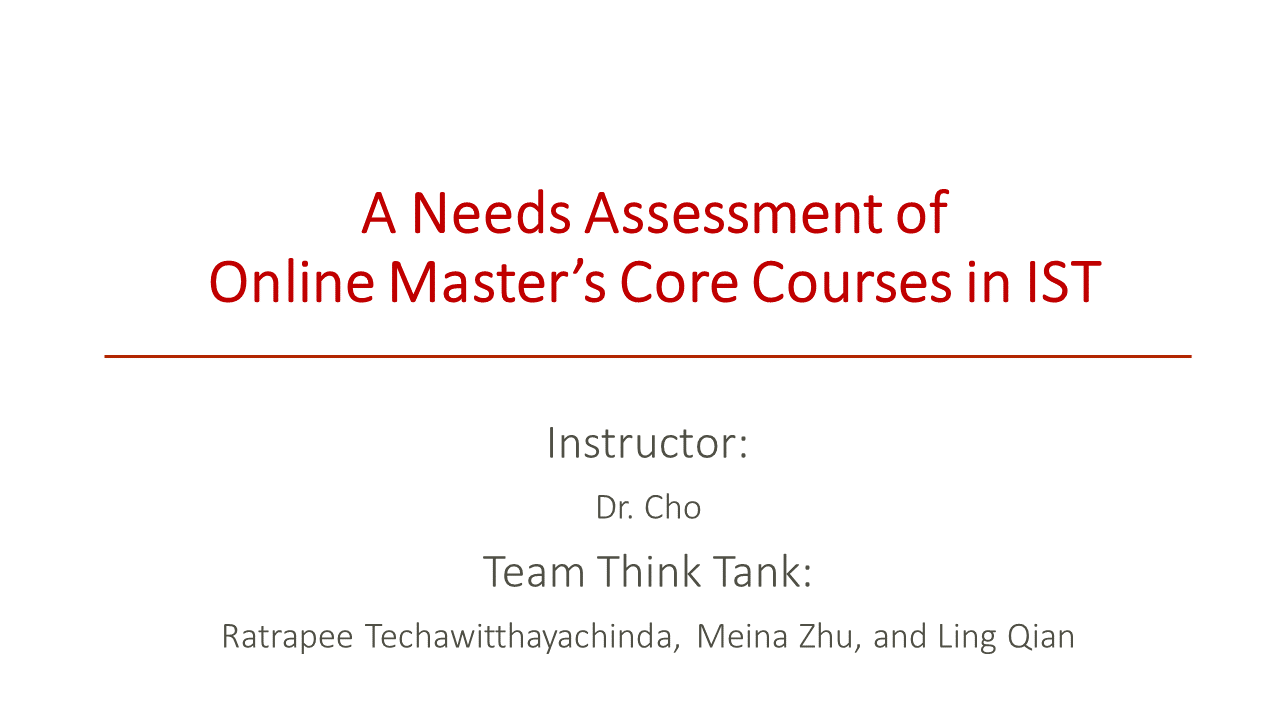 A Needs Assessment of
Online Master’s Core Courses in IST
Instructor:
Dr. Cho
Team Think Tank:
Ratrapee Techawitthayachinda, Meina Zhu, and Ling Qian